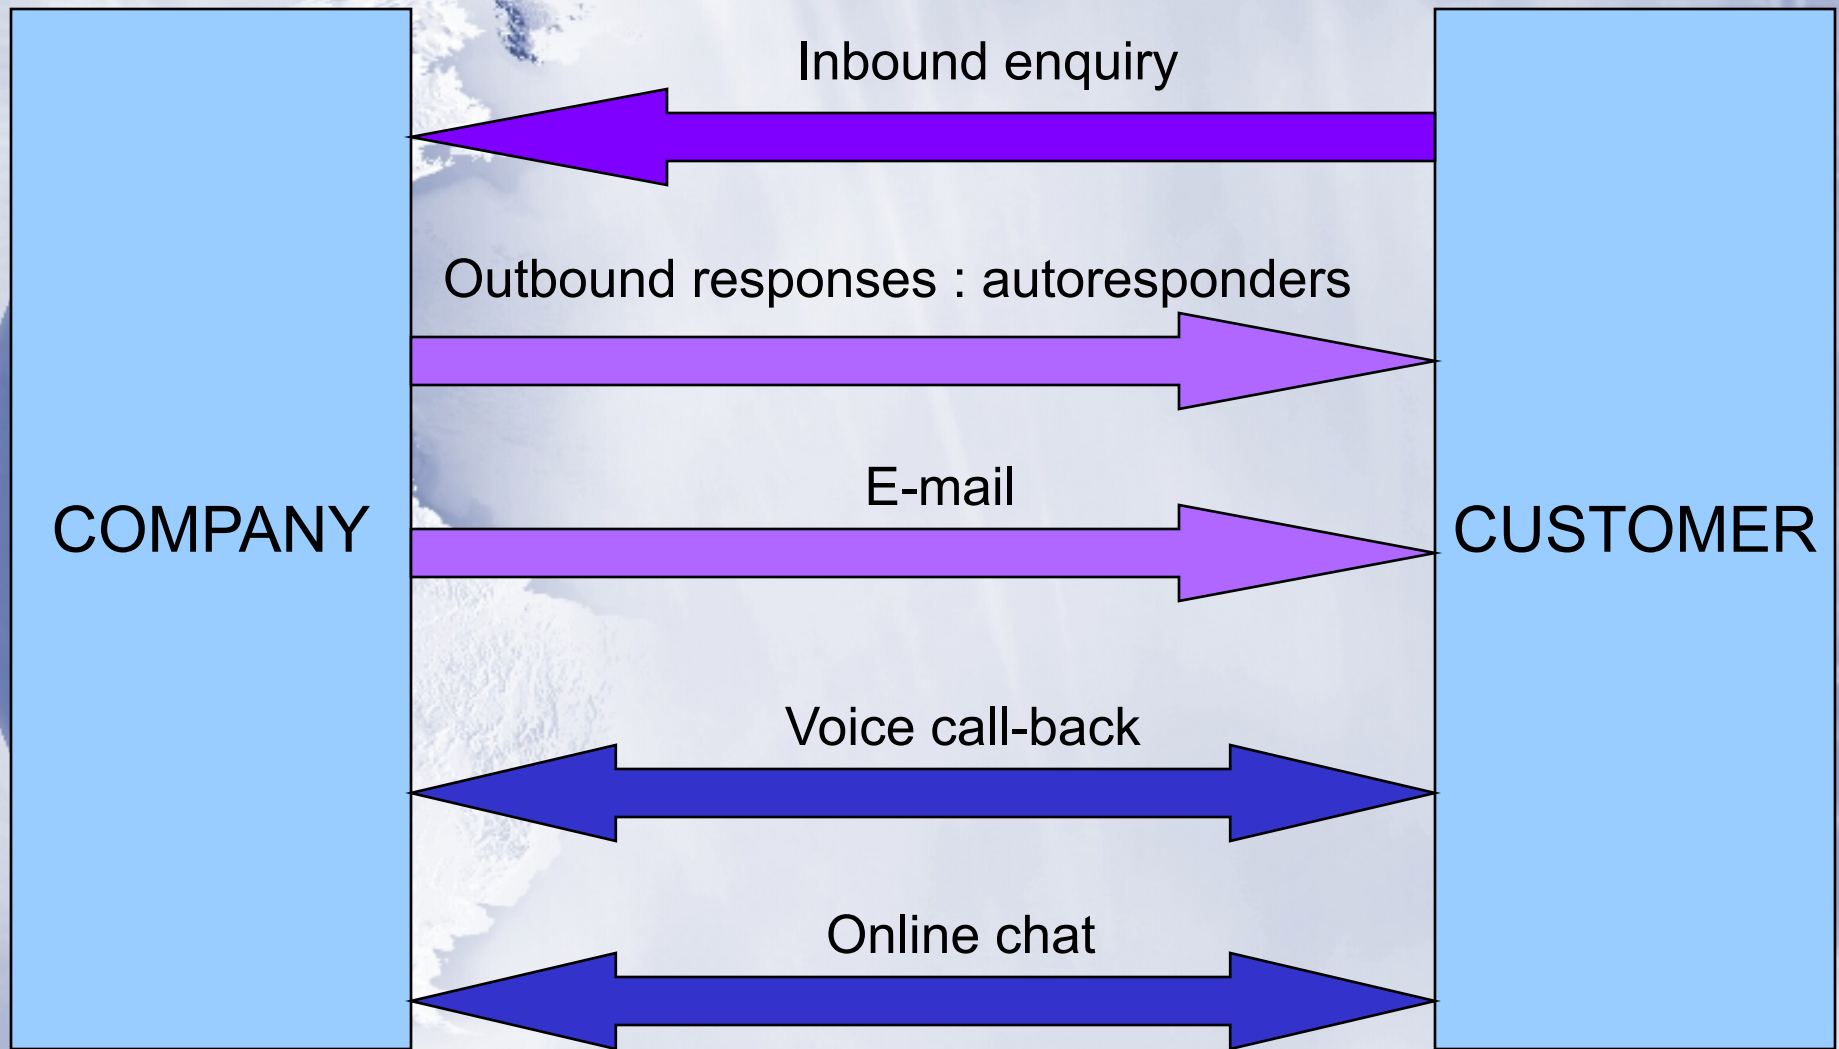 Inbound enquiry
Outbound responses : autoresponders
E-mail
COMPANY
CUSTOMER
Voice call-back
Online chat